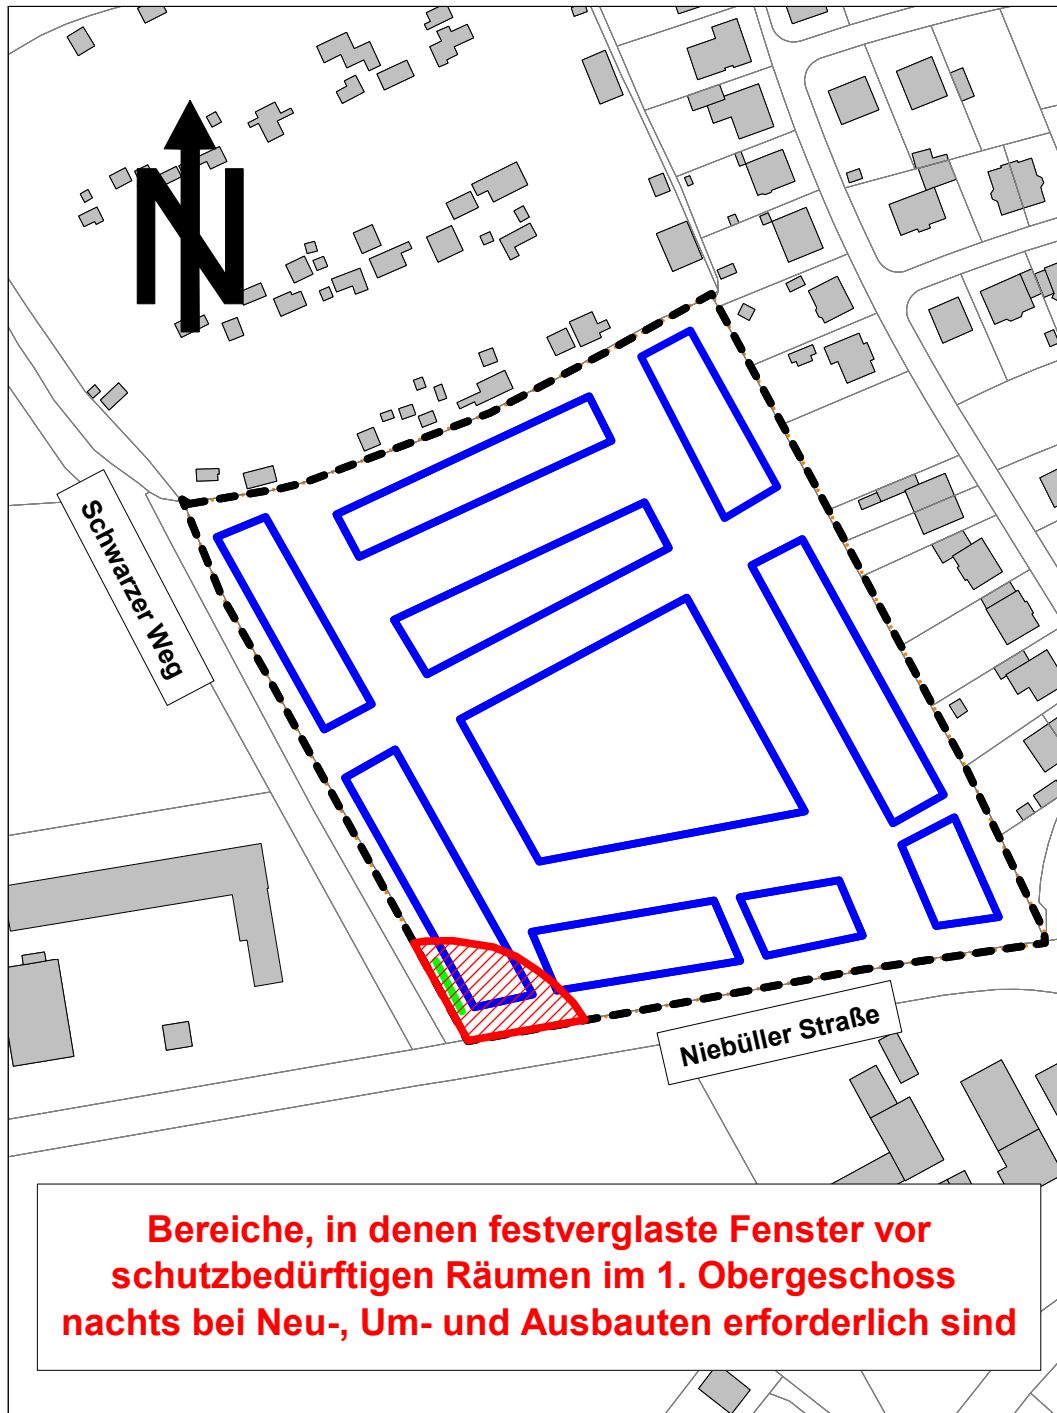 N
Schwarzer Weg
Niebüller Straße
Bereiche, in denen festverglaste Fenster vor
schutzbedürftigen Räumen im 1. Obergeschoss
nachts bei Neu-, Um- und Ausbauten erforderlich sind